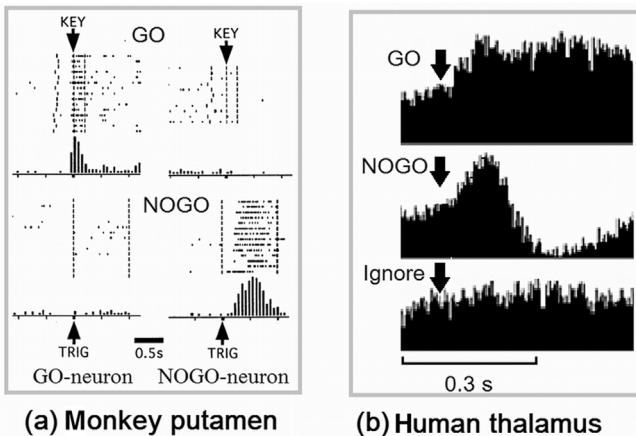 KEY
GO
KEY
NOGO
TRIG
0.5s
TRIG
GO-neuron
NOGO-neuron
(a) Monkey putamen
GO
NOGO
Ignore
0.3 s
(b) Human thalamus